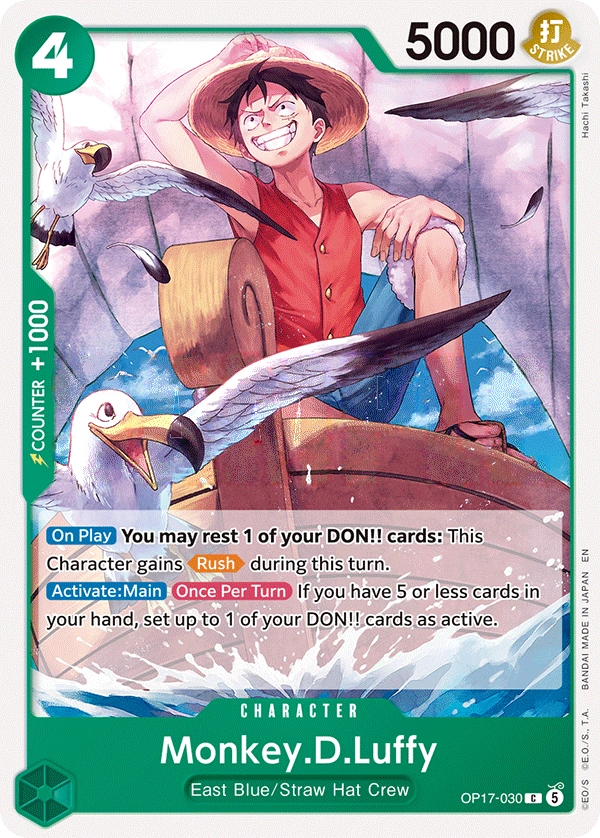 4
5000
打
STRIKE
Hachi Takashi
COUNTER +1000
On Play You may rest 1 of your DON!! cards: This
Character gains Rush during this turn.
Activate:Main Once Per Turn If you have 5 or less cards in
your hand, set up to 1 of your DON!! cards as active.
©EO/S ©E.O./S., T.A. BANDAI MADE IN JAPAN EN
CHARACTER
Monkey.D.Luffy
East Blue/Straw Hat Crew
OP17-030 C 5